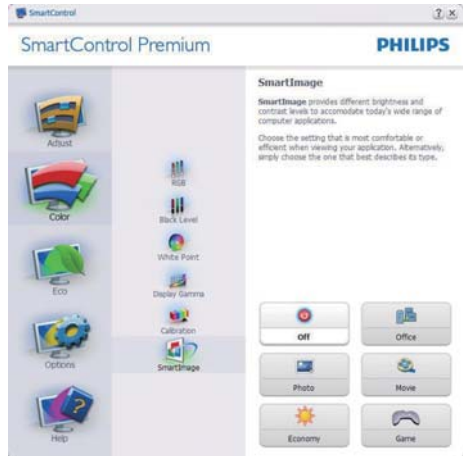 SmartControl
SmartControl Premium
PHILIPS
Adjust
Color
Eco
Options
Help
RGB
Black Level
White Point
Display Gamma
Calibration
SmartImage
SmartImage
SmartImage provides different brightness and
contrast levels to accomodate today's wide range of
computer applications.
Choose the setting that is most comfortable or
efficient when viewing your application. Alternatively,
simply choose the one that best describes its type.
Off
Office
Photo
Movie
Economy
Game